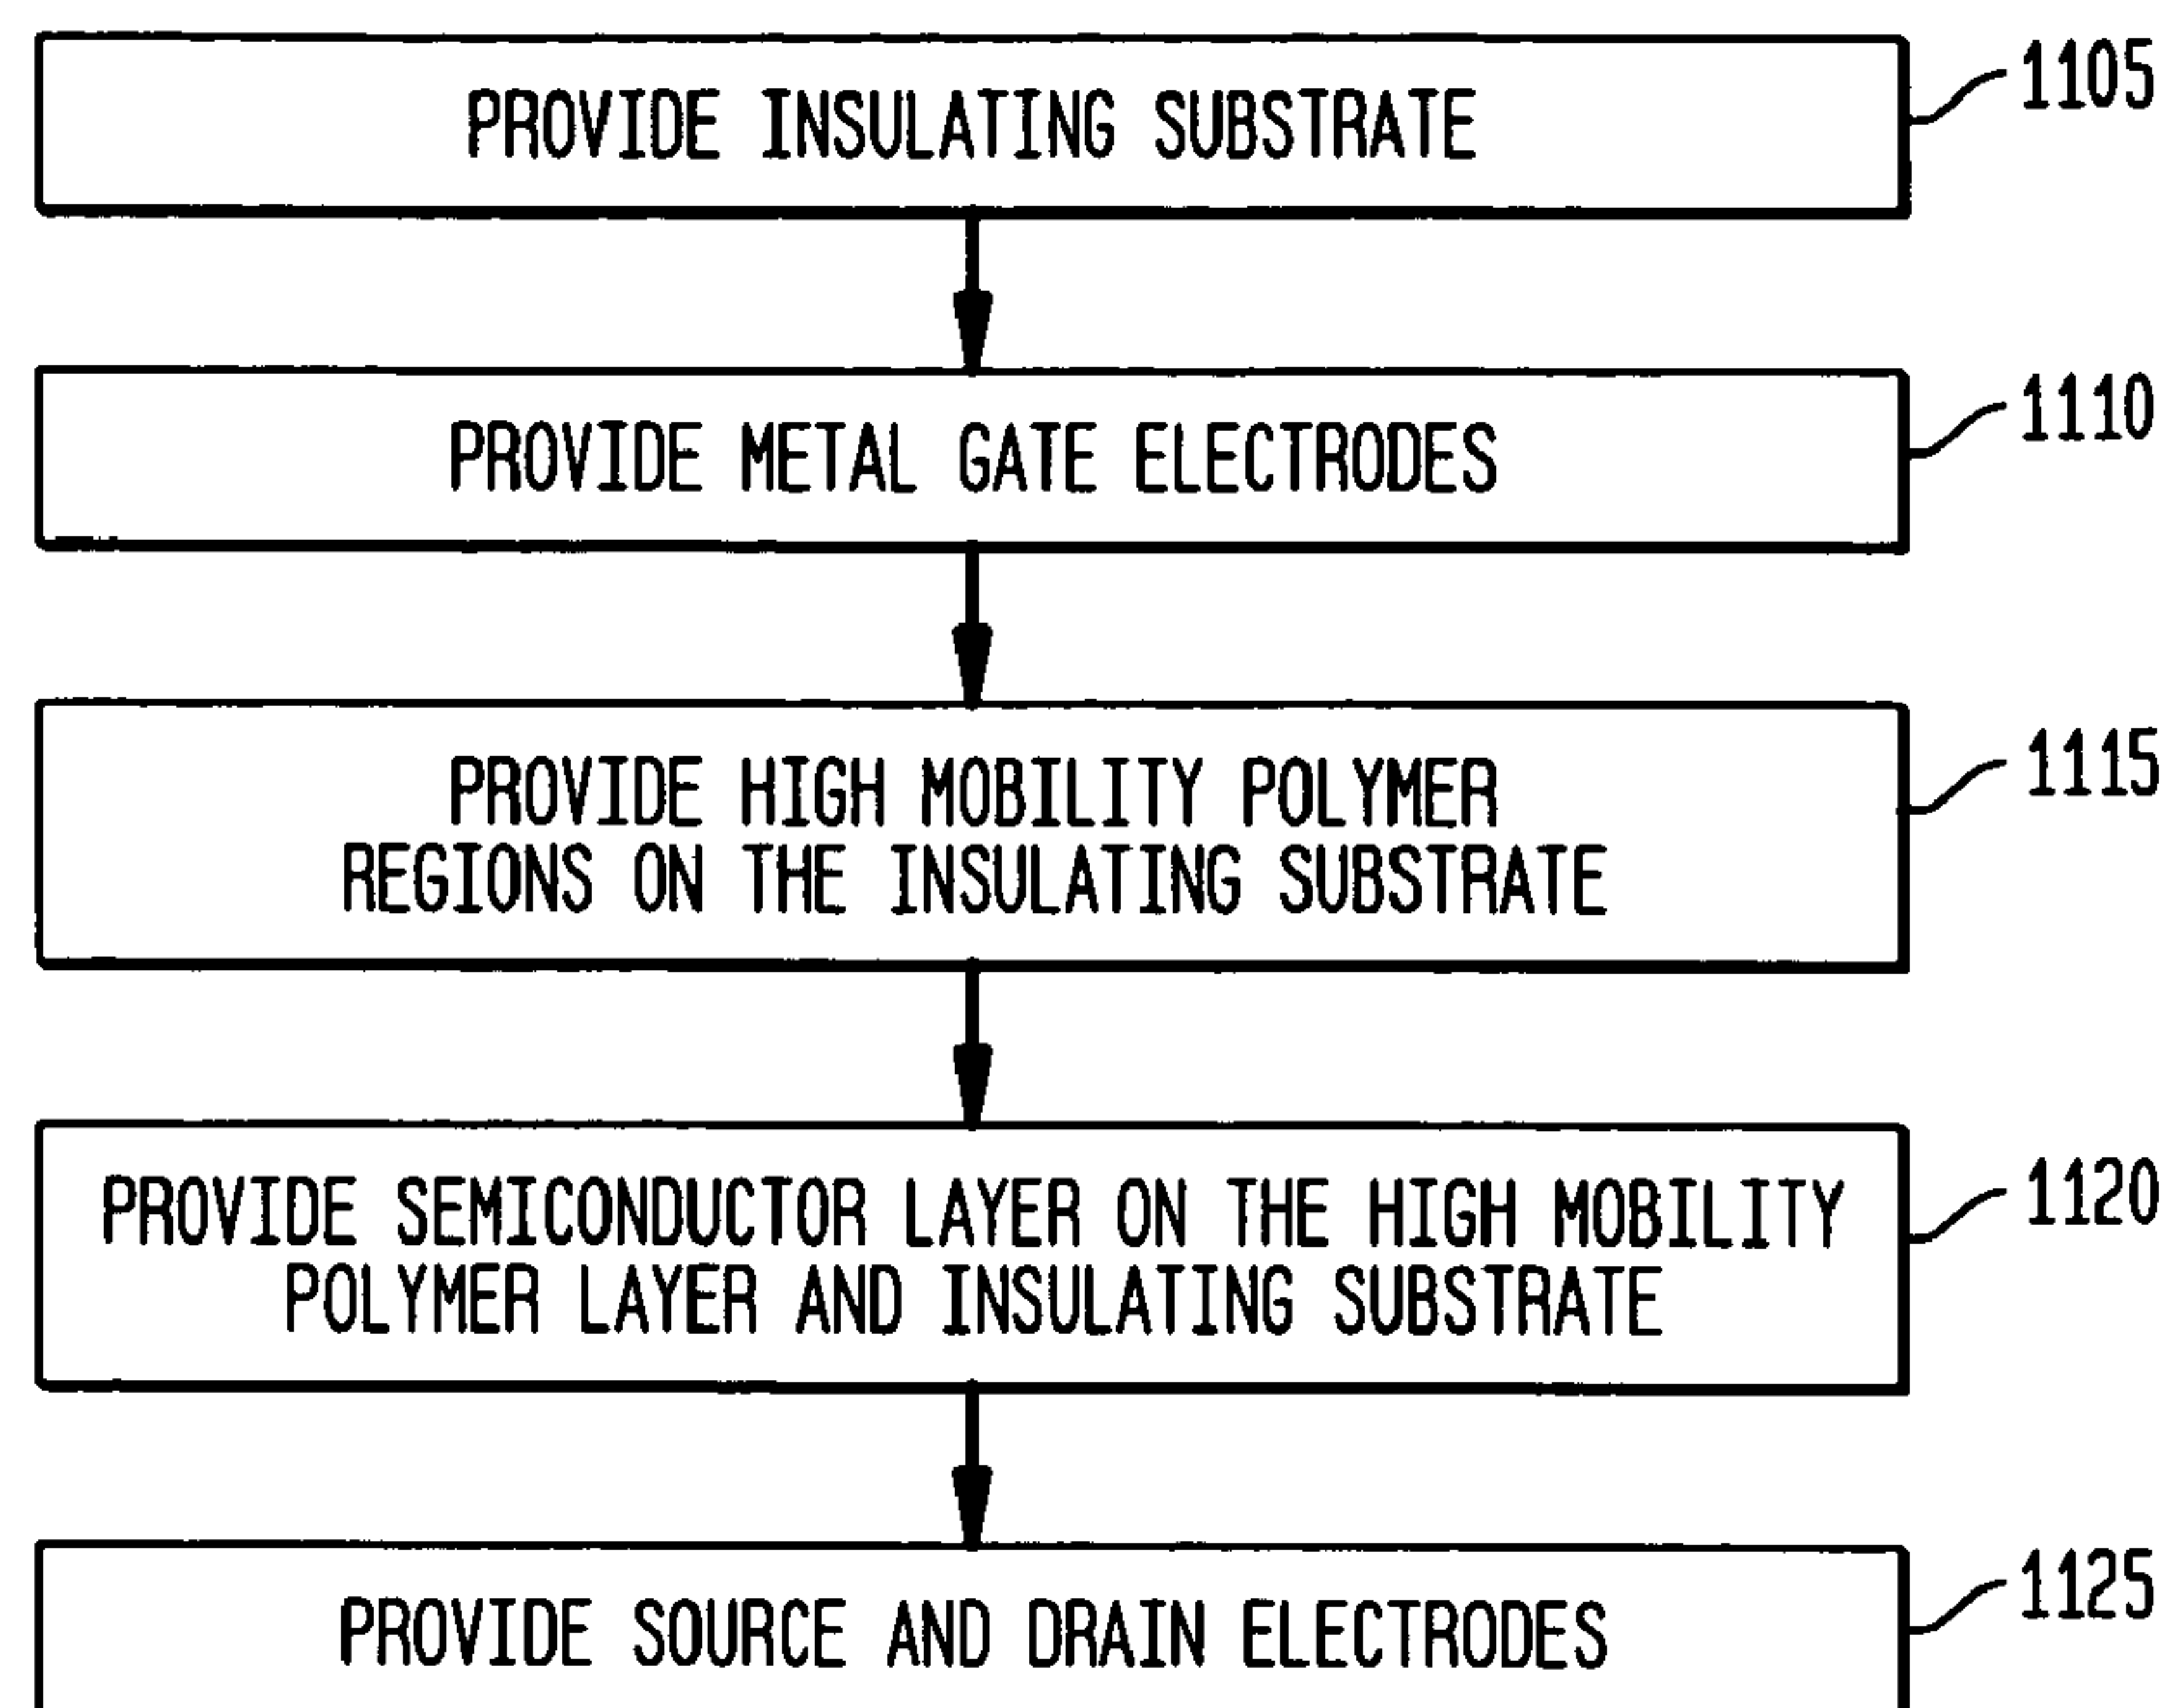 PROVIDE INSULATING SUBSTRATE
1105
PROVIDE METAL GATE ELECTRODES
1110
PROVIDE HIGH MOBILITY POLYMER
REGIONS ON THE INSULATING SUBSTRATE
1115
PROVIDE SEMICONDUCTOR LAYER ON THE HIGH MOBILITY
POLYMER LAYER AND INSULATING SUBSTRATE
1120
PROVIDE SOURCE AND DRAIN ELECTRODES
1125